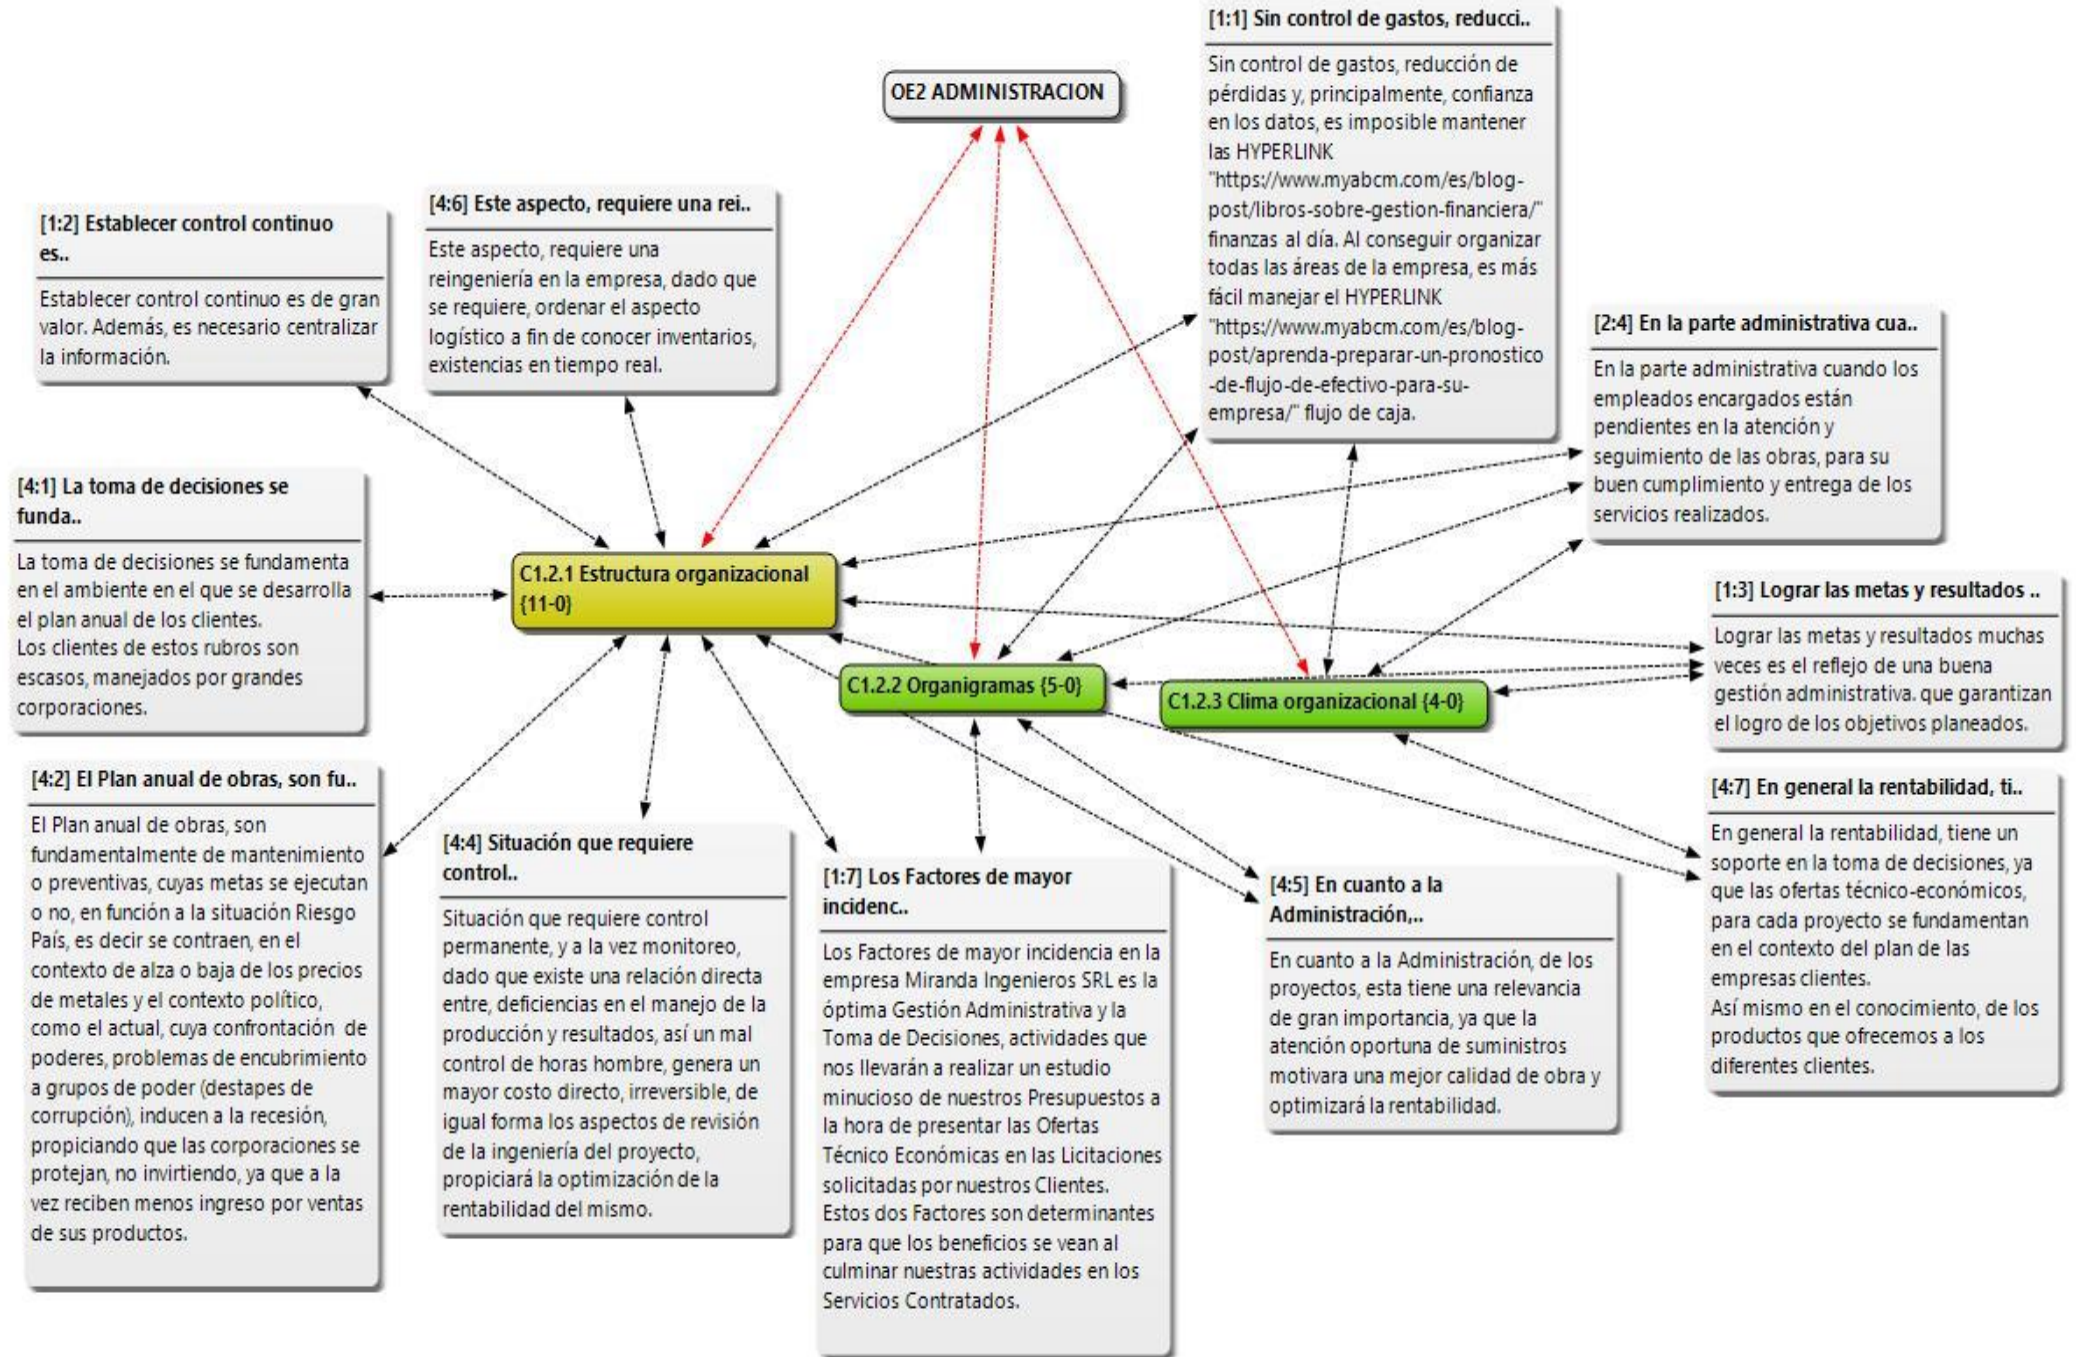 OE2 ADMINISTRACION
[1:1] Sin control de gastos, reducci..
Sin control de gastos, reducción de
pérdidas y, principalmente, confianza
en los datos, es imposible mantener
las HYPERLINK
"https://www.myabcm.com/es/blog-
post/libros-sobre-gestion-financiera/"
finanzas al día. Al conseguir organizar
todas las áreas de la empresa, es más
fácil manejar el HYPERLINK
"https://www.myabcm.com/es/blog-
post/aprenda-preparar-un-pronostico
-de-flujo-de-efectivo-para-su-
empresa/" flujo de caja.
[1:2] Establecer control continuo
es..
Establecer control continuo es de gran
valor. Además, es necesario centralizar
la información.
[4:6] Este aspecto, requiere una rei..
Este aspecto, requiere una
reingeniería en la empresa, dado que
se requiere, ordenar el aspecto
logístico a fin de conocer inventarios,
existencias en tiempo real.
[2:4] En la parte administrativa cua..
En la parte administrativa cuando los
empleados encargados están
pendientes en la atención y
seguimiento de las obras, para su
buen cumplimiento y entrega de los
servicios realizados.
[4:1] La toma de decisiones se
funda..
La toma de decisiones se fundamenta
en el ambiente en el que se desarrolla
el plan anual de los clientes.
Los clientes de estos rubros son
escasos, manejados por grandes
corporaciones.
C1.2.1 Estructura organizacional
{11-0}
C1.2.2 Organigramas {5-0}
C1.2.3 Clima organizacional {4-0}
[1:3] Lograr las metas y resultados ..
Lograr las metas y resultados muchas
veces es el reflejo de una buena
gestión administrativa. que garantizan
el logro de los objetivos planeados.
[4:2] El Plan anual de obras, son fu..
El Plan anual de obras, son
fundamentalmente de mantenimiento
o preventivas, cuyas metas se ejecutan
o no, en función a la situación Riesgo
País, es decir se contraen, en el
contexto de alza o baja de los precios
de metales y el contexto político,
como el actual, cuya confrontación de
poderes, problemas de encubrimiento
a grupos de poder (destapes de
corrupción), inducen a la recesión,
propiciando que las corporaciones se
protejan, no invirtiendo, ya que a la
vez reciben menos ingreso por ventas
de sus productos.
[4:4] Situación que requiere
control..
Situación que requiere control
permanente, y a la vez monitoreo,
dado que existe una relación directa
entre, deficiencias en el manejo de la
producción y resultados, así un mal
control de horas hombre, genera un
mayor costo directo, irreversible, de
igual forma los aspectos de revisión
de la ingeniería del proyecto,
propiciará la optimización de la
rentabilidad del mismo.
[1:7] Los Factores de mayor
incidenc..
Los Factores de mayor incidencia en la
empresa Miranda Ingenieros SRL es la
óptima Gestión Administrativa y la
Toma de Decisiones, actividades que
nos llevarán a realizar un estudio
minucioso de nuestros Presupuestos a
la hora de presentar las Ofertas
Técnico Económicas en las Licitaciones
solicitadas por nuestros Clientes.
Estos dos Factores son determinantes
para que los beneficios se vean al
culminar nuestras actividades en los
Servicios Contratados.
[4:5] En cuanto a la
Administración,..
En cuanto a la Administración, de los
proyectos, esta tiene una relevancia
de gran importancia, ya que la
atención oportuna de suministros
motivara una mejor calidad de obra y
optimizará la rentabilidad.
[4:7] En general la rentabilidad, ti..
En general la rentabilidad, tiene un
soporte en la toma de decisiones, ya
que las ofertas técnico-económicos,
para cada proyecto se fundamentan
en el contexto del plan de las
empresas clientes.
Así mismo en el conocimiento, de los
productos que ofrecemos a los
diferentes clientes.